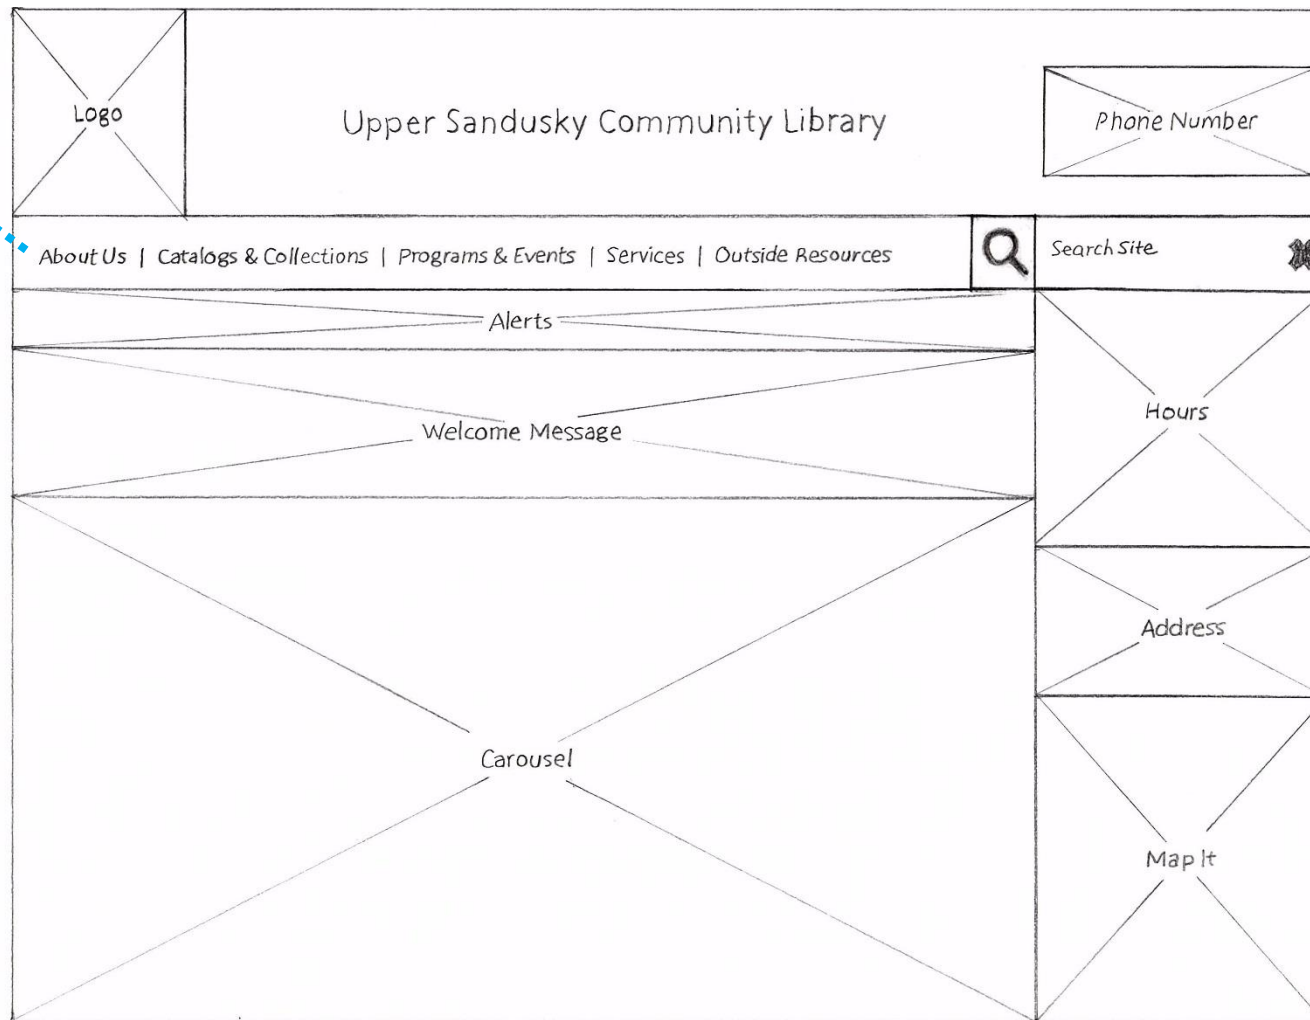 Logo
Upper Sandusky Community Library
Phone Number
About Us | Catalogs & Collections | Programs & Events | Services | Outside Resources
Search Site
Alerts
Welcome Message
Hours
Address
Carousel
Map It